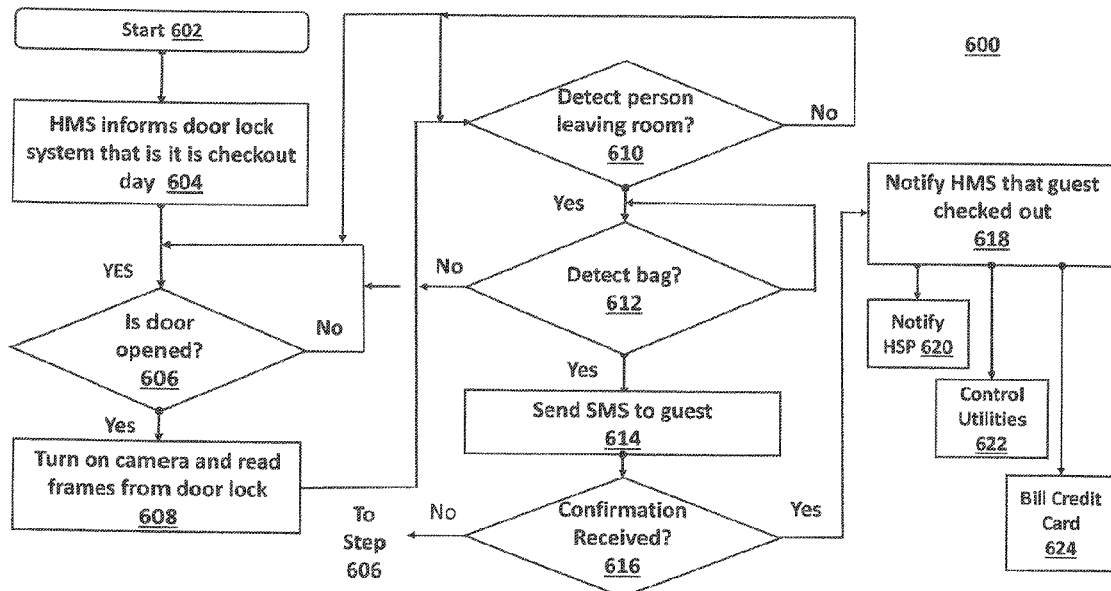 Start 602
600
HMS informs door lock
system that is it is checkout
day 604
YES
Is door
opened?
606
No
Yes
Turn on camera and read
frames from door lock
608
Detect person
leaving room?
610
No
Yes
Detect bag?
612
No
Yes
Send SMS to guest
614
Confirmation
Received?
616
No
To
Step
606
Yes
Notify HMS that guest
checked out
618
Notify
HSP 620
Control
Utilities
622
Bill Credit
Card
624